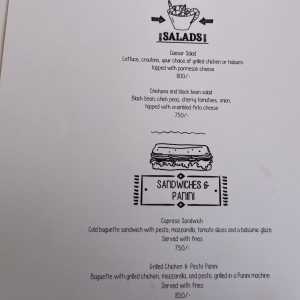 SALADS
Caesar Salad
Lettuce, croutons, your choice of grilled chicken or halloumi
topped with parmesan cheese
800/-
Chickpea and black bean salad
Black bean, chick peas, cherry tomatoes, onion,
topped with crumbled feta cheese
750/-
SANDWICHES &
PANINI
Caprese Sandwich
Cold baguette sandwich with pesto, mozzarella, tomato slices and a balsamic glaze
Served with fries
750/-
Grilled Chicken & Pesto Panini
Baguette with grilled chicken, mozzarella, and pesto, grilled in a Panini machine
Served with fries
850/-